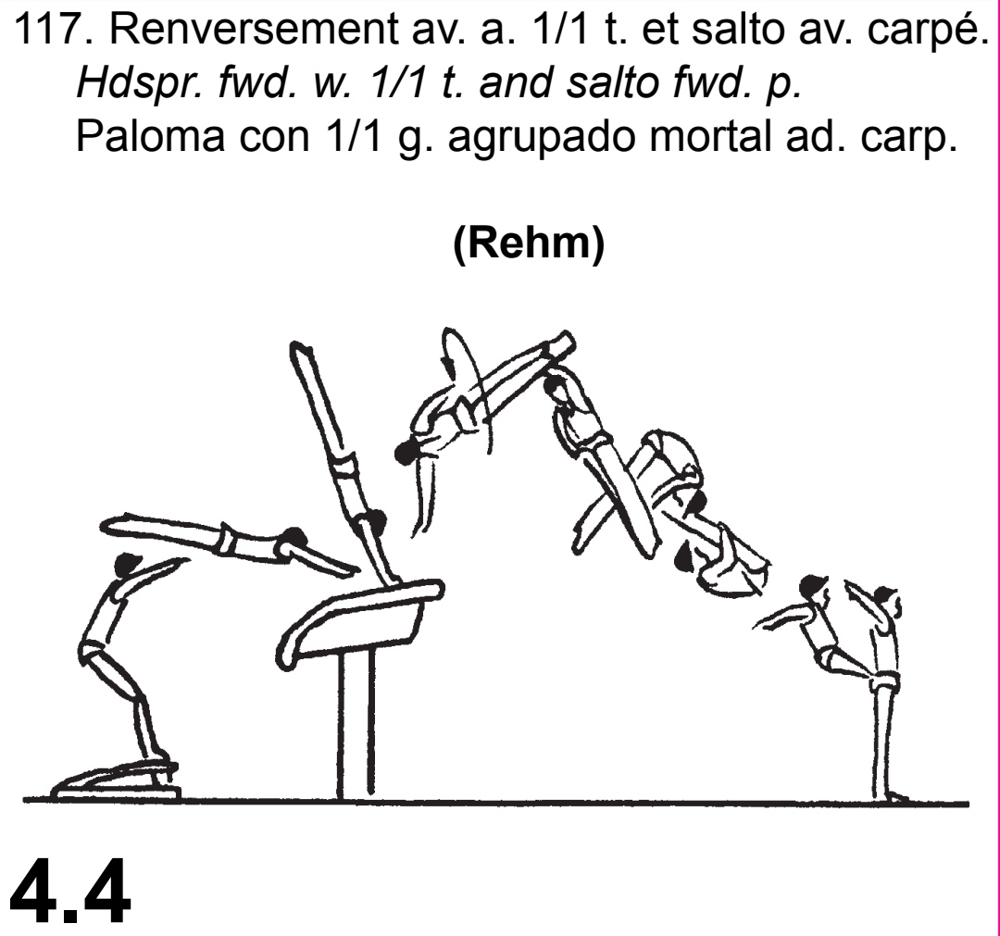 117. Renversement av. a. 1/1 t. et salto av. carpé.
Hdspr. fwd. w. 1/1 t. and salto fwd. p.
Paloma con 1/1 g. agrupado mortal ad. carp.
(Rehm)
4.4